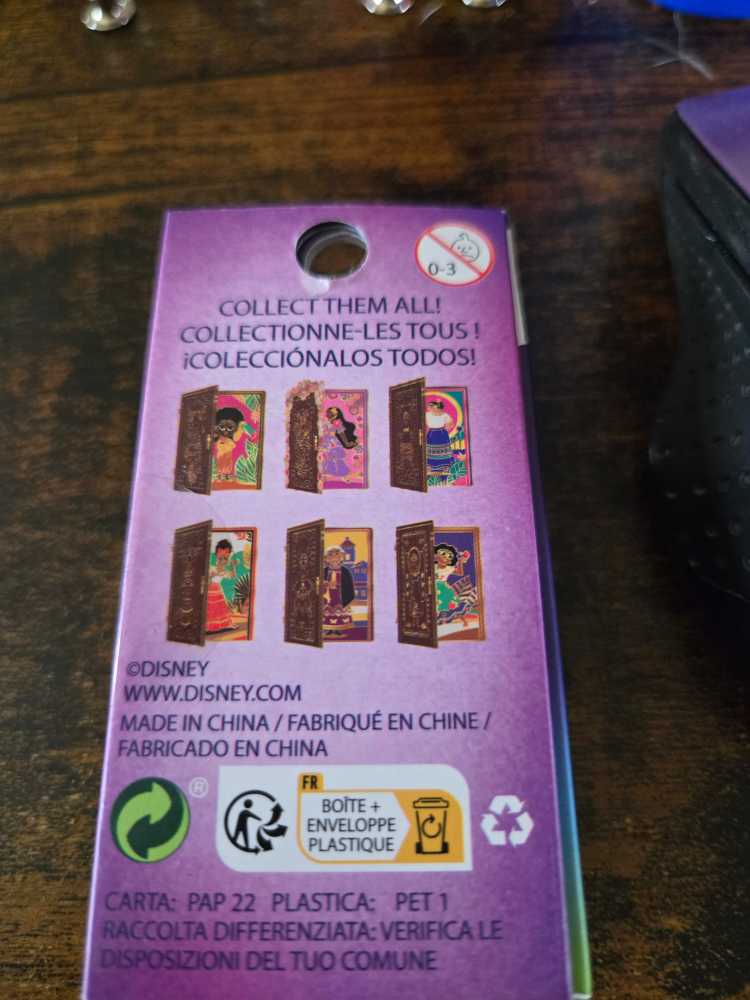 0-3
COLLECT THEM ALL!
COLLECTIONNE-LES TOUS !
¡COLECCIÓNALOS TODOS!
©DISNEY
WWW.DISNEY.COM
MADE IN CHINA / FABRIQUÉ EN CHINE /
FABRICADO EN CHINA
®
FR
BOÎTE +
ENVELOPPE
PLASTIQUE
CARTA: PAP 22 PLASTICA: PET 1
RACCOLTA DIFFERENZIATA: VERIFICA LE
DISPOSIZIONI DEL TUO COMUNE